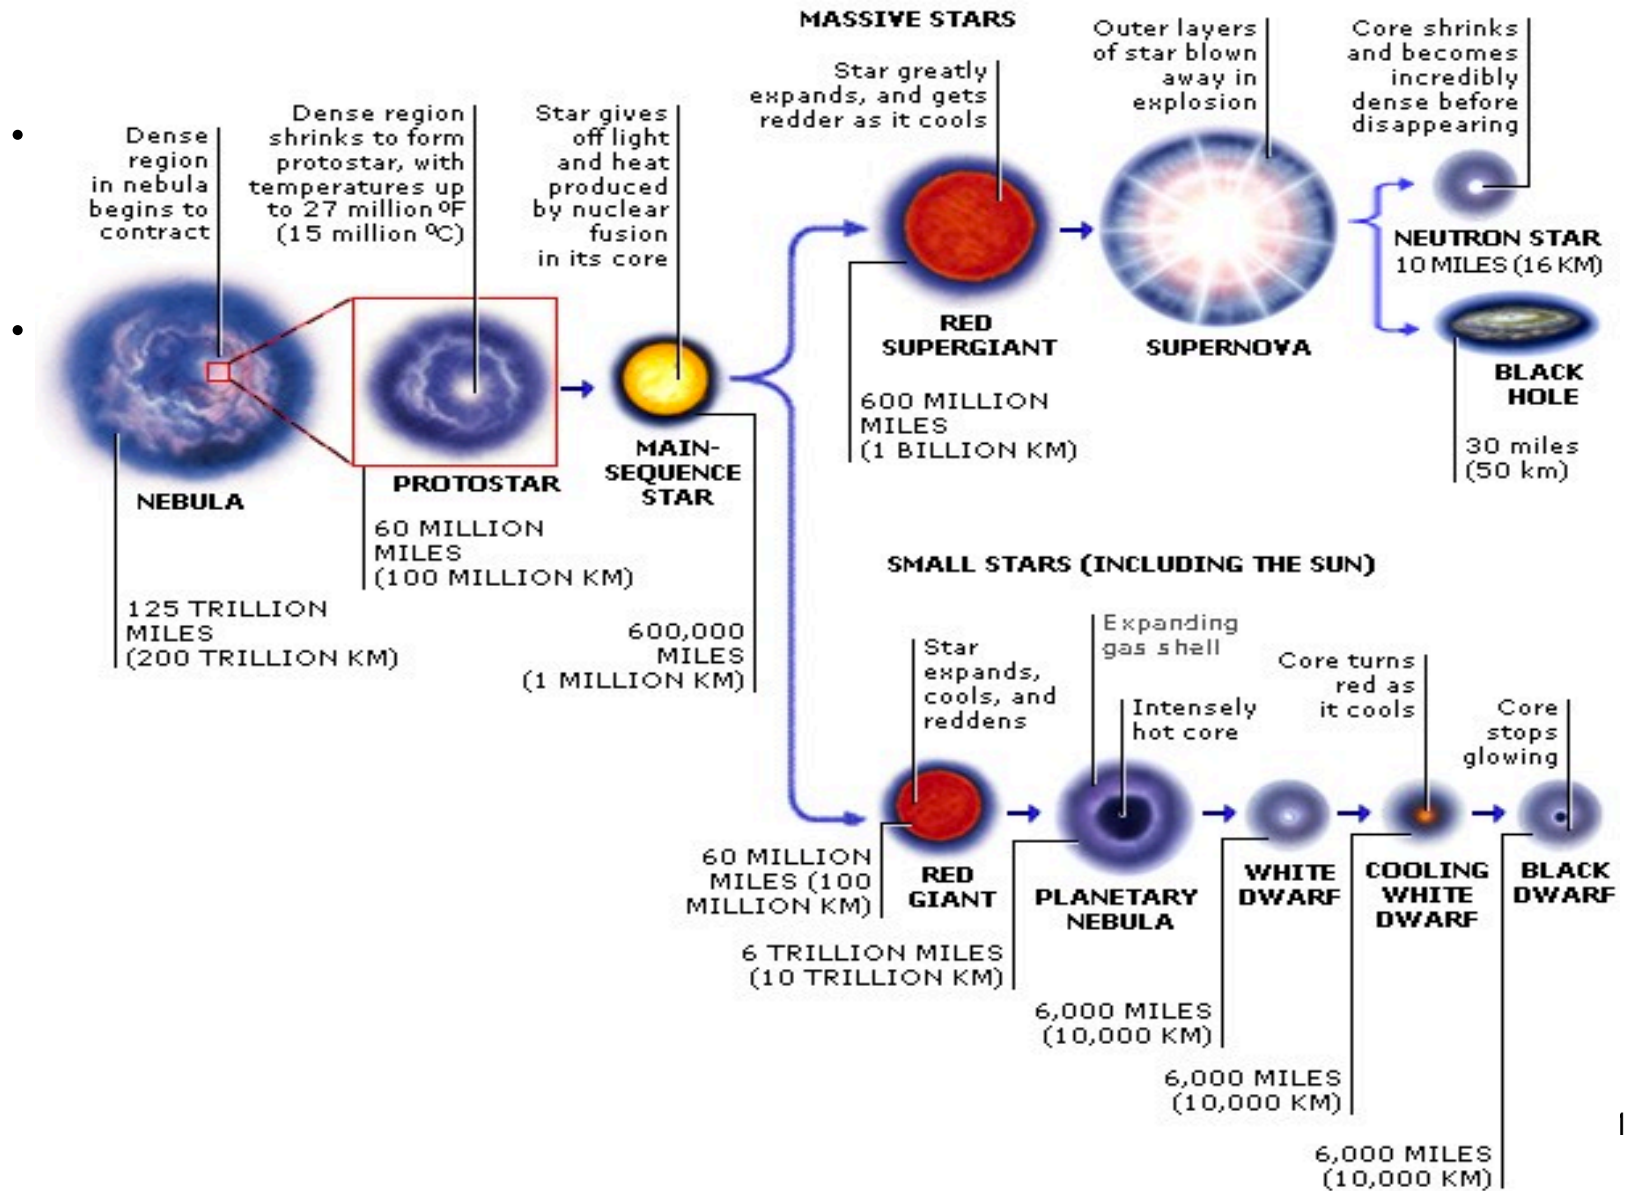 MASSIVE STARS
Dense
region
in nebula
begins to
contract
Dense region
shrinks to form
protostar, with
temperatures up
to 27 million ºF
(15 million ºC)
Star gives
off light
and heat
produced
by nuclear
fusion
in its core
Star greatly
expands, and gets
redder as it cools
Outer layers
of star blown
away in
explosion
Core shrinks
and becomes
incredibly
dense before
disappearing
NEBULA
125 TRILLION
MILES
(200 TRILLION KM)
PROTOSTAR
60 MILLION
MILES
(100 MILLION KM)
MAIN-
SEQUENCE
STAR
600,000
MILES
(1 MILLION KM)
RED
SUPERGIANT
600 MILLION
MILES
(1 BILLION KM)
SUPERNOVA
NEUTRON STAR
10 MILES (16 KM)
BLACK
HOLE
30 miles
(50 km)
SMALL STARS (INCLUDING THE SUN)
Star
expands,
cools, and
reddens
Expanding
gas shell
Intensely
hot core
Core turns
red as
it cools
Core
stops
glowing
RED
GIANT
60 MILLION
MILES (100
MILLION KM)
PLANETARY
NEBULA
6 TRILLION MILES
(10 TRILLION KM)
WHITE
DWARF
6,000 MILES
(10,000 KM)
COOLING
WHITE
DWARF
6,000 MILES
(10,000 KM)
BLACK
DWARF
6,000 MILES
(10,000 KM)